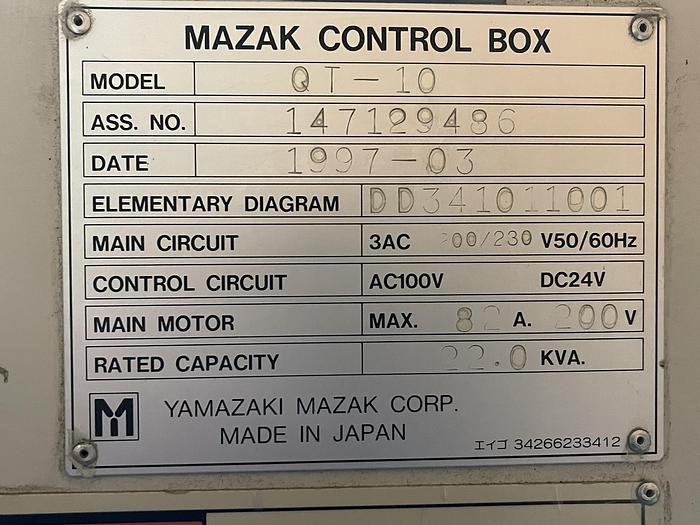 MAZAK CONTROL BOX
MODEL QT-10
ASS. NO. 147129486
DATE 1997-03
ELEMENTARY DIAGRAM DD341011001
MAIN CIRCUIT 3AC 200/230 V50/60Hz
CONTROL CIRCUIT AC100V DC24V
MAIN MOTOR MAX. 82 A. 200 V
RATED CAPACITY 22.0 KVA.
YAMAZAKI MAZAK CORP.
MADE IN JAPAN
エイゴ 34266233412